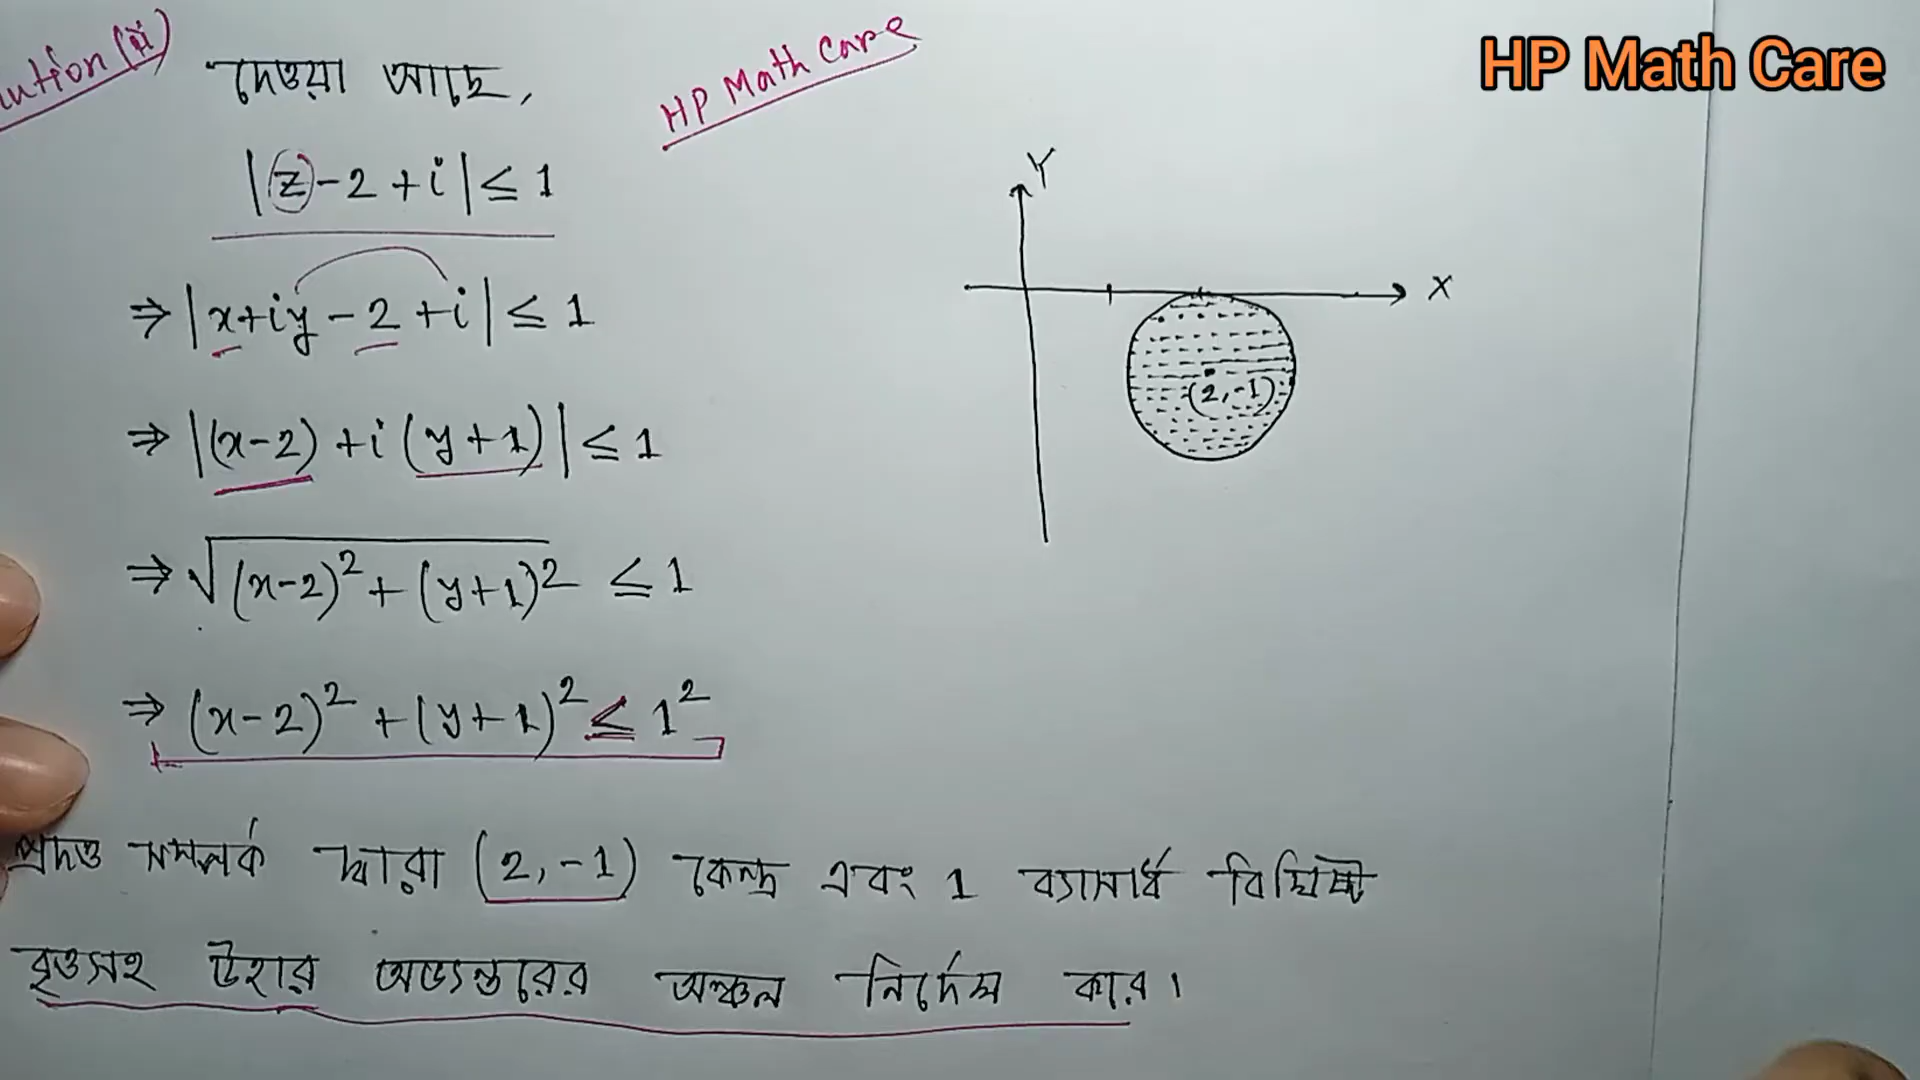 ution (ii)
দেওয়া আছে,
HP Math Care
HP Math Care
|z-2+i| ≤ 1
⇒ |x+iy-2+i| ≤ 1
⇒ |(x-2)+i(y+1)| ≤ 1
⇒ √(x-2)²+(y+1)² ≤ 1
⇒ (x-2)²+(y+1)² ≤ 1²
Y
X
(2,-1)
প্রদত্ত সম্পর্ক দ্বারা (2,-1) কেন্দ্র এবং 1 ব্যাসার্ধ বিশিষ্ট
বৃত্তসহ উহার অভ্যন্তরের অঞ্চল নির্দেশ করে।